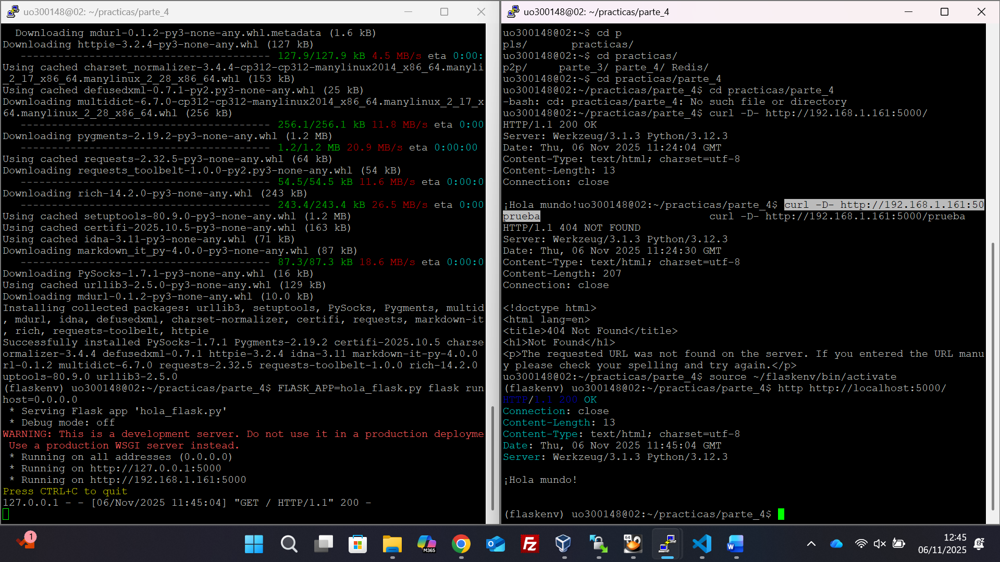 uo300148@02: ~/practicas/parte_4
  Downloading mdurl-0.1.2-py3-none-any.whl.metadata (1.6 kB)
Downloading httpie-3.2.4-py3-none-any.whl (127 kB)
   ---------------------------------------- 127.9/127.9 kB 4.5 MB/s eta 0:00:
Using cached charset_normalizer-3.4.4-cp312-cp312-manylinux2014_x86_64.manyli
_2_17_x86_64.manylinux_2_28_x86_64.whl (153 kB)
Using cached defusedxml-0.7.1-py2.py3-none-any.whl (25 kB)
Downloading multidict-6.7.0-cp312-cp312-manylinux2014_x86_64.manylinux_2_17_x
64.manylinux_2_28_x86_64.whl (256 kB)
   ---------------------------------------- 256.1/256.1 kB 11.8 MB/s eta 0:00
Downloading pygments-2.19.2-py3-none-any.whl (1.2 MB)
   ---------------------------------------- 1.2/1.2 MB 20.9 MB/s eta 0:00:00
Using cached requests-2.32.5-py3-none-any.whl (64 kB)
Downloading requests_toolbelt-1.0.0-py2.py3-none-any.whl (54 kB)
   ---------------------------------------- 54.5/54.5 kB 11.6 MB/s eta 0:00:0
Downloading rich-14.2.0-py3-none-any.whl (243 kB)
   ---------------------------------------- 243.4/243.4 kB 26.5 MB/s eta 0:00
Using cached setuptools-80.9.0-py3-none-any.whl (1.2 MB)
Using cached certifi-2025.10.5-py3-none-any.whl (163 kB)
Using cached idna-3.11-py3-none-any.whl (71 kB)
Downloading markdown_it_py-4.0.0-py3-none-any.whl (87 kB)
   ---------------------------------------- 87.3/87.3 kB 18.6 MB/s eta 0:00:0
Downloading PySocks-1.7.1-py3-none-any.whl (16 kB)
Using cached urllib3-2.5.0-py3-none-any.whl (129 kB)
Downloading mdurl-0.1.2-py3-none-any.whl (10.0 kB)
Installing collected packages: urllib3, setuptools, PySocks, Pygments, multid
, mdurl, idna, defusedxml, charset-normalizer, certifi, requests, markdown-it
, rich, requests-toolbelt, httpie
Successfully installed PySocks-1.7.1 Pygments-2.19.2 certifi-2025.10.5 charse
ormalizer-3.4.4 defusedxml-0.7.1 httpie-3.2.4 idna-3.11 markdown-it-py-4.0.0
rl-0.1.2 multidict-6.7.0 requests-2.32.5 requests-toolbelt-1.0.0 rich-14.2.0
uptools-80.9.0 urllib3-2.5.0
(flaskenv) uo300148@02:~/practicas/parte_4$ FLASK_APP=hola_flask.py flask run
host=0.0.0.0
 * Serving Flask app 'hola_flask.py'
 * Debug mode: off
WARNING: This is a development server. Do not use it in a production deployme
 Use a production WSGI server instead.
 * Running on all addresses (0.0.0.0)
 * Running on http://127.0.0.1:5000
 * Running on http://192.168.1.161:5000
Press CTRL+C to quit
127.0.0.1 - - [06/Nov/2025 11:45:04] "GET / HTTP/1.1" 200 -
uo300148@02: ~/practicas/parte_4
uo300148@02:~$ cd p
pls/       practicas/
uo300148@02:~$ cd practicas/
p2p/     parte_3/ parte_4/ Redis/
uo300148@02:~$ cd practicas/parte_4
uo300148@02:~/practicas/parte_4$ cd practicas/parte_4
-bash: cd: practicas/parte_4: No such file or directory
uo300148@02:~/practicas/parte_4$ curl -D- http://192.168.1.161:5000/
HTTP/1.1 200 OK
Server: Werkzeug/3.1.3 Python/3.12.3
Date: Thu, 06 Nov 2025 11:24:04 GMT
Content-Type: text/html; charset=utf-8
Content-Length: 13
Connection: close
¡Hola mundo!uo300148@02:~/practicas/parte_4$ curl -D- http://192.168.1.161:50
prueba                           curl -D- http://192.168.1.161:5000/prueba
HTTP/1.1 404 NOT FOUND
Server: Werkzeug/3.1.3 Python/3.12.3
Date: Thu, 06 Nov 2025 11:24:30 GMT
Content-Type: text/html; charset=utf-8
Content-Length: 207
Connection: close
<!doctype html>
<html lang=en>
<title>404 Not Found</title>
<h1>Not Found</h1>
<p>The requested URL was not found on the server. If you entered the URL manu
y please check your spelling and try again.</p>
uo300148@02:~/practicas/parte_4$ source ~/flaskenv/bin/activate
(flaskenv) uo300148@02:~/practicas/parte_4$ http http://localhost:5000/
HTTP/1.1 200 OK
Connection: close
Content-Length: 13
Content-Type: text/html; charset=utf-8
Date: Thu, 06 Nov 2025 11:45:04 GMT
Server: Werkzeug/3.1.3 Python/3.12.3
¡Hola mundo!
(flaskenv) uo300148@02:~/practicas/parte_4$
1
M365
64
12:45
06/11/2025